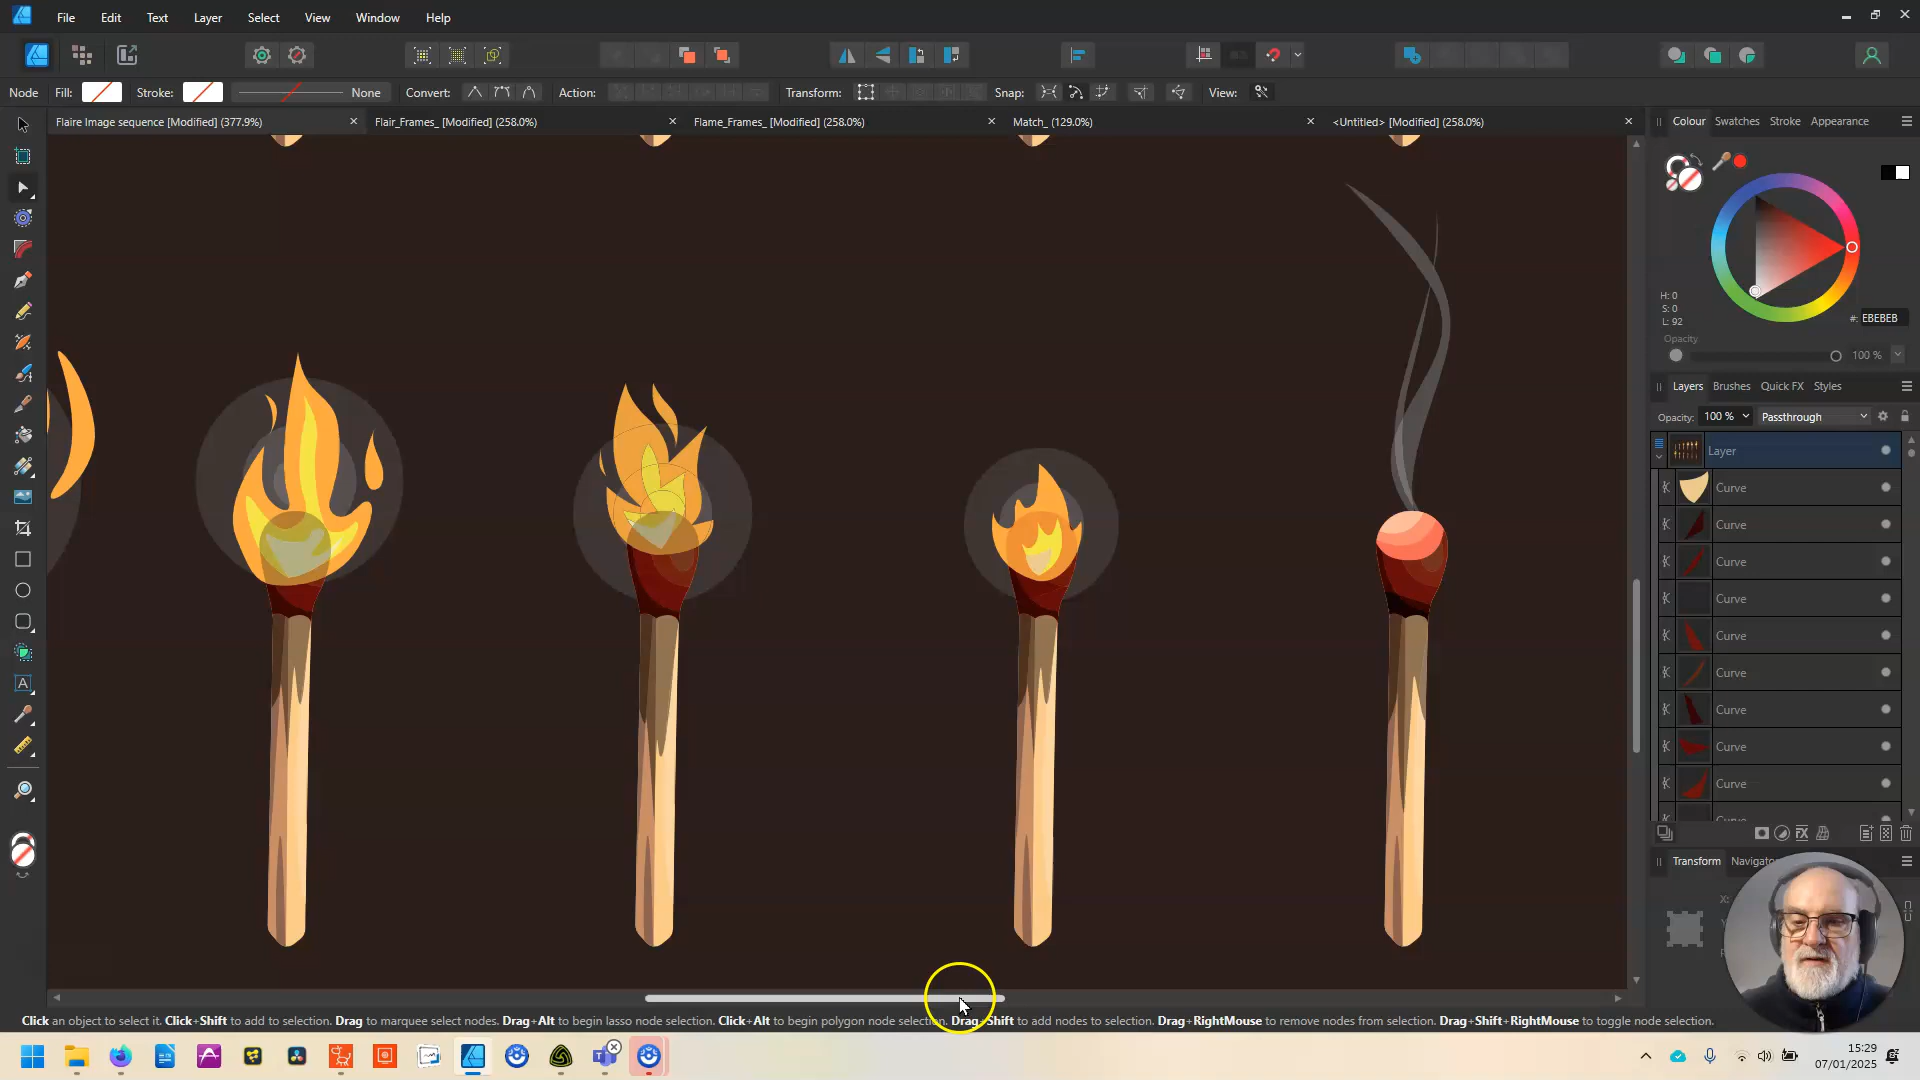 File Edit Text Layer Select View Window Help
Node Fill: Stroke: None Convert: Action: Transform: Snap: View:
Flaire Image sequence [Modified] (377.9%) Flair_Frames_ [Modified] (258.0%) Flame_Frames_ [Modified] (258.0%) Match_ (129.0%) <Untitled> [Modified] (258.0%)
Colour Swatches Stroke Appearance
H: 0
S: 0
L: 92
#: EBEBEB
Opacity
100 %
Layers Brushes Quick FX Styles
Opacity: 100 % Passthrough
Layer
Curve
Curve
Curve
Curve
Curve
Curve
Curve
Curve
Curve
Transform
Click an object to select it. Click+Shift to add to selection. Drag to marquee select nodes. Drag+Alt to begin lasso node selection. Click+Alt to begin polygon node selection. Drag+Shift to add nodes to selection. Drag+RightMouse to remove nodes from selection. Drag+Shift+RightMouse to toggle node selection.
15:29
07/01/2025